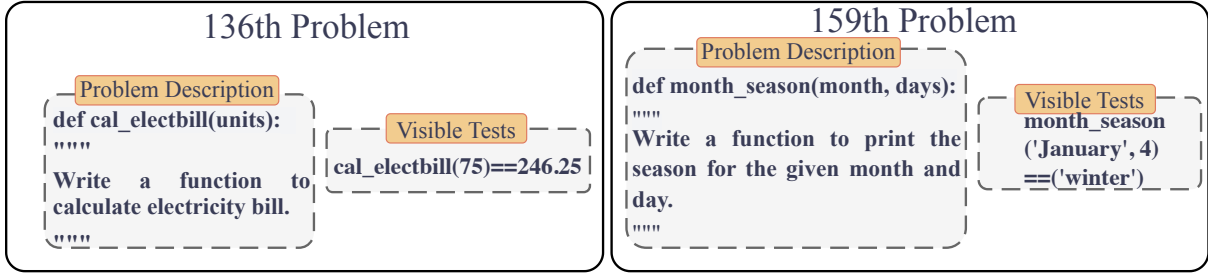 136th Problem
Problem Description
def cal_electbill(units):
"""
Write a function to
calculate electricity bill.
"""
Visible Tests
cal_electbill(75)==246.25
159th Problem
Problem Description
def month_season(month, days):
"""
Write a function to print the
season for the given month and
day.
"""
Visible Tests
month_season
('January', 4)
==('winter')